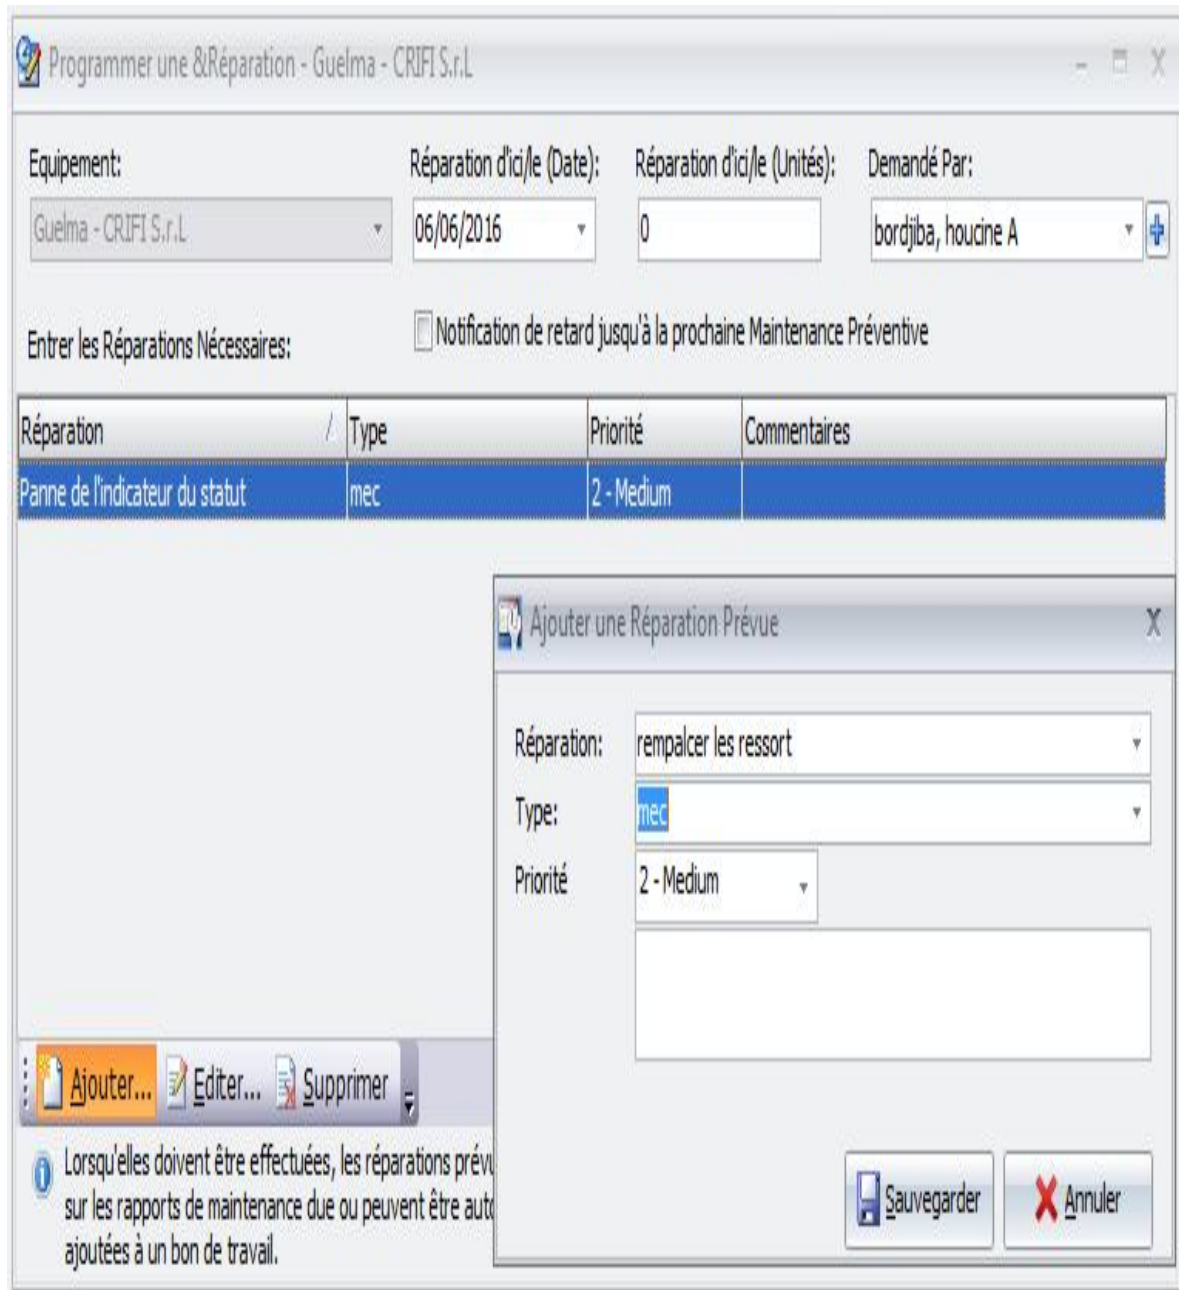 Programmer une &Réparation - Guelma - CRIFI S.r.L
Equipement: Réparation d'ici/le (Date): Réparation d'ici/le (Unités): Demandé Par:
Guelma - CRIFI S.r.L 06/06/2016 0 bordjiba, houcine A
Entrer les Réparations Nécessaires: Notification de retard jusqu'à la prochaine Maintenance Préventive
Réparation Type Priorité Commentaires
Panne de l'indicateur du statut mec 2 - Medium
Ajouter une Réparation Prévue
Réparation: rempalcer les ressort
Type: mec
Priorité 2 - Medium
Ajouter... Editer... Supprimer
Lorsqu'elles doivent être effectuées, les réparations
sur les rapports de maintenance due ou peuvent être
ajoutées à un bon de travail.
Sauvegarder Annuler